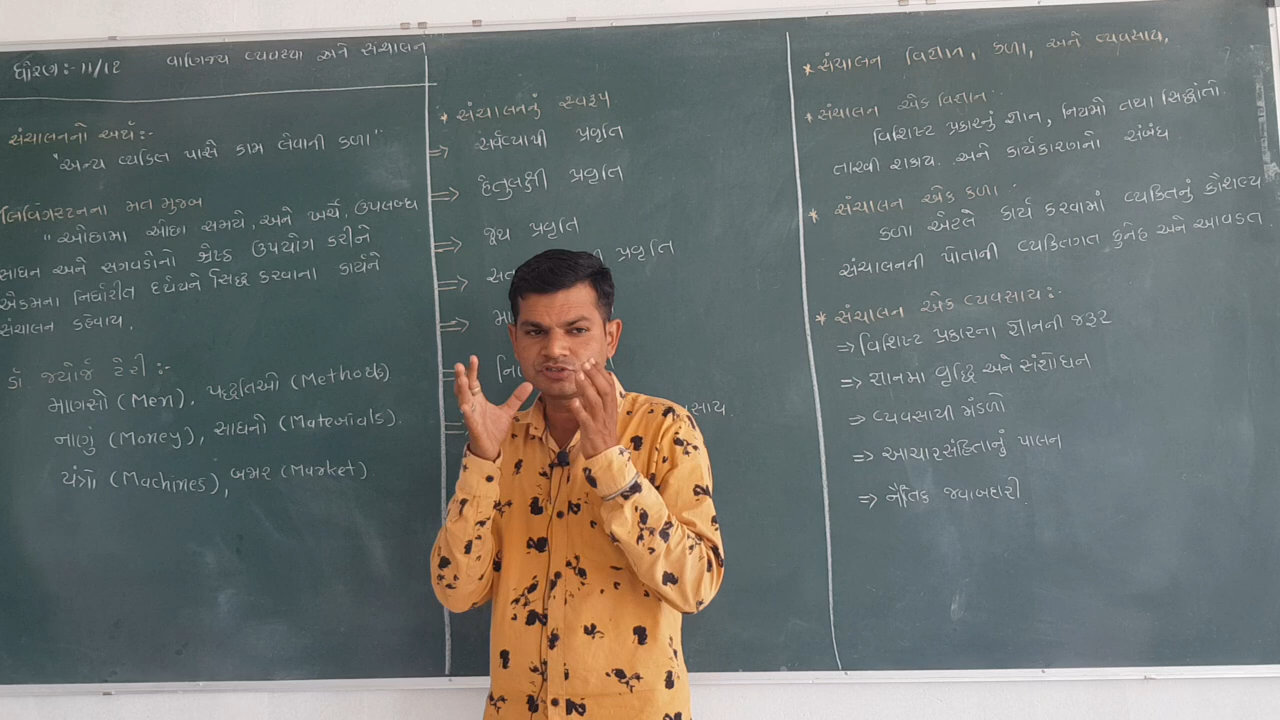 ધોરણ:- 11/12 વાણિજ્ય વ્યવસ્થા અને સંચાલન
સંચાલનનો અર્થ:-
"અન્ય વ્યકિત પાસે કામ લેવાની કળા"
લિવિંગસ્ટનના મત મુજબ
"ઓછામા ઓછા સમયે, અને ખર્ચે, ઉપલબ્ધ
સાધન અને સગવડોનો શ્રેષ્ઠ ઉપયોગ કરીને
એકમના નિર્ધારીત ધ્યેયને સિદ્ધ કરવાના કાર્યને
સંચાલન કહેવાય.
ડૉ. જ્યોર્જ ટેરી:-
માણસો (Men), પદ્ધતિઓ (Methods)
નાણું (Money), સાધનો (Materials).
યંત્રો (Machines), બજાર (Market)
* સંચાલનનું સ્વરૂપ
⇒ સર્વવ્યાપી પ્રવૃતિ
⇒ હેતુલક્ષી પ્રવૃતિ
⇒ જૂથ પ્રવૃતિ
⇒ પ્રવૃતિ
* સંચાલન વિજ્ઞાન, કળા, અને વ્યવસાય.
* સંચાલન એક વિજ્ઞાન:-
વિશિષ્ટ પ્રકારનું જ્ઞાન, નિયમો તથા સિદ્ધાંતો
તારવી શકાય. અને કાર્યકારણનો સંબંધ
* સંચાલન એક કળા :
કળા એટલે કાર્ય કરવામાં વ્યકિતનું કૌશલ્ય
સંચાલનની પોતાની વ્યકિતગત કુનેહ અને આવડત.
* સંચાલન એક વ્યવસાય:-
⇒ વિશિષ્ટ પ્રકારના જ્ઞાનની જરૂર
⇒ જ્ઞાનમા વૃદ્ધિ અને સંશોધન
⇒ વ્યવસાયી મંડળો
⇒ આચારસંહિતાનું પાલન
⇒ નૈતિક જવાબદારી.